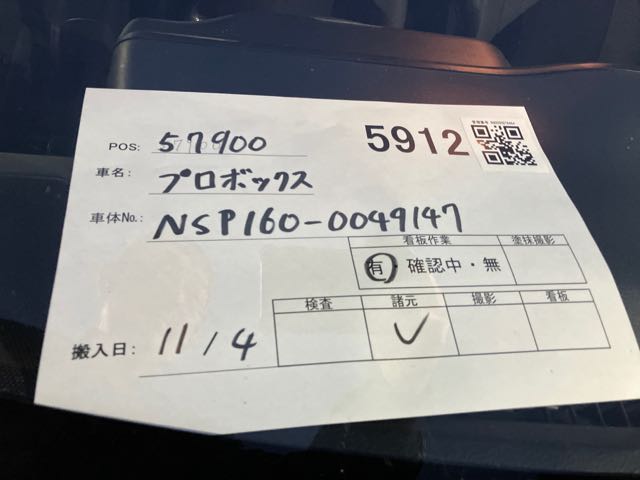 POS: 57900
5912
車名: プロボックス
車体No.: NSP160-0049147
看板作業 塗抹撮影
有・確認中・無
検査 諸元 撮影 看板
搬入日: 11/4 ✓